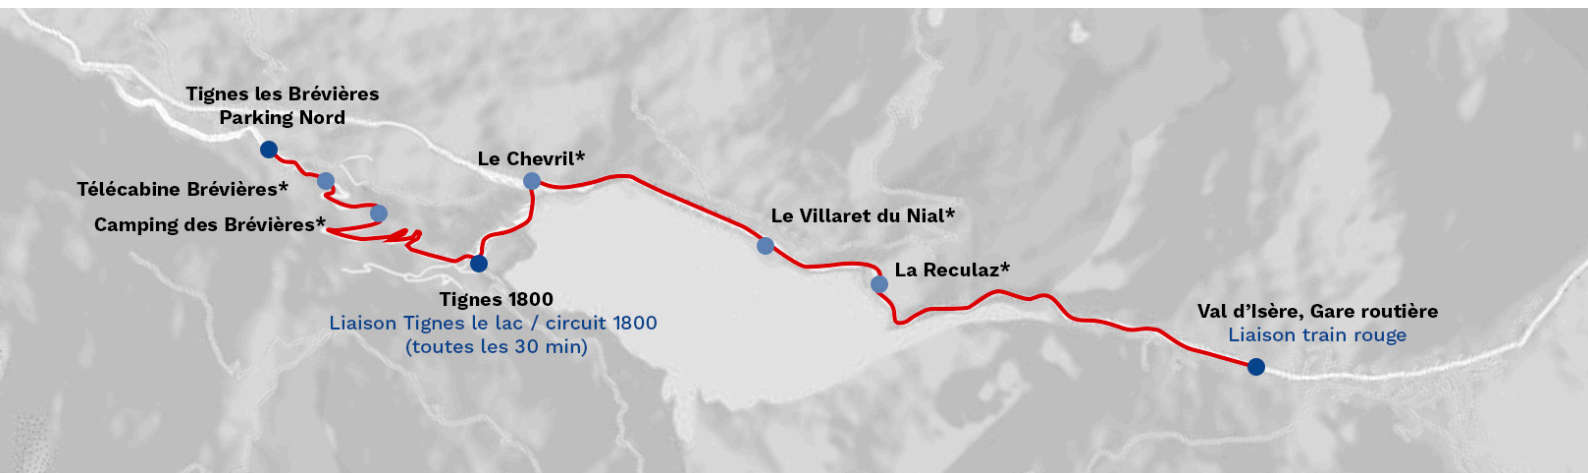 Tignes les Brévières
Parking Nord
Télécabine Brévières*
Camping des Brévières*
Le Chevril*
Tignes 1800
Liaison Tignes le lac / circuit 1800
(toutes les 30 min)
Le Villaret du Nial*
La Reculaz*
Val d’Isère, Gare routière
Liaison train rouge